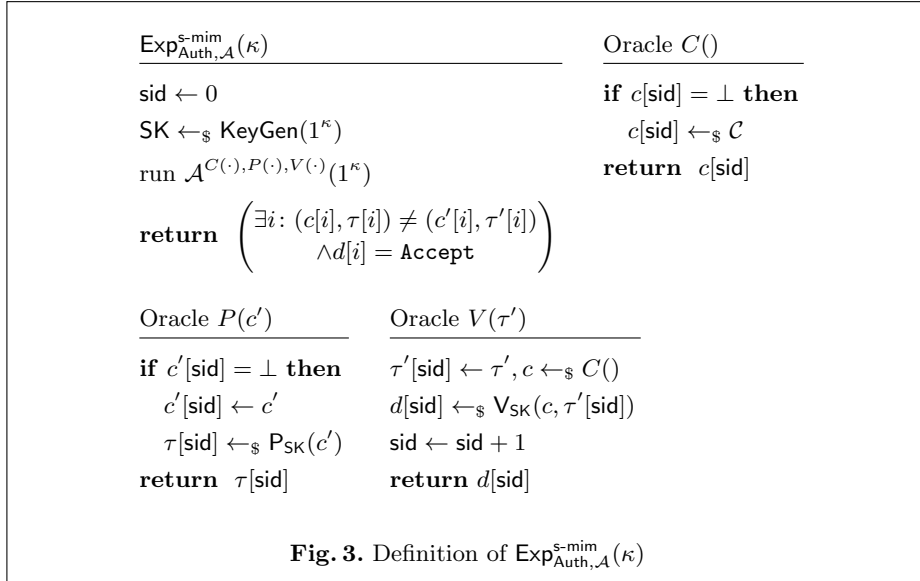 Exp^{s-mim}_{Auth,𝒜}(κ)
sid ← 0
SK ←$ KeyGen(1^κ)
run 𝒜^{C(·),P(·),V(·)}(1^κ)
return (∃i: (c[i], τ[i]) ≠ (c′[i], τ′[i])
∧d[i] = Accept)
Oracle C()
if c[sid] = ⊥ then
c[sid] ←$ 𝒞
return c[sid]
Oracle P(c′)
if c′[sid] = ⊥ then
c′[sid] ← c′
τ[sid] ←$ P_SK(c′)
return τ[sid]
Oracle V(τ′)
τ′[sid] ← τ′, c ←$ C()
d[sid] ←$ V_SK(c, τ′[sid])
sid ← sid + 1
return d[sid]
Fig. 3. Definition of Exp^{s-mim}_{Auth,𝒜}(κ)